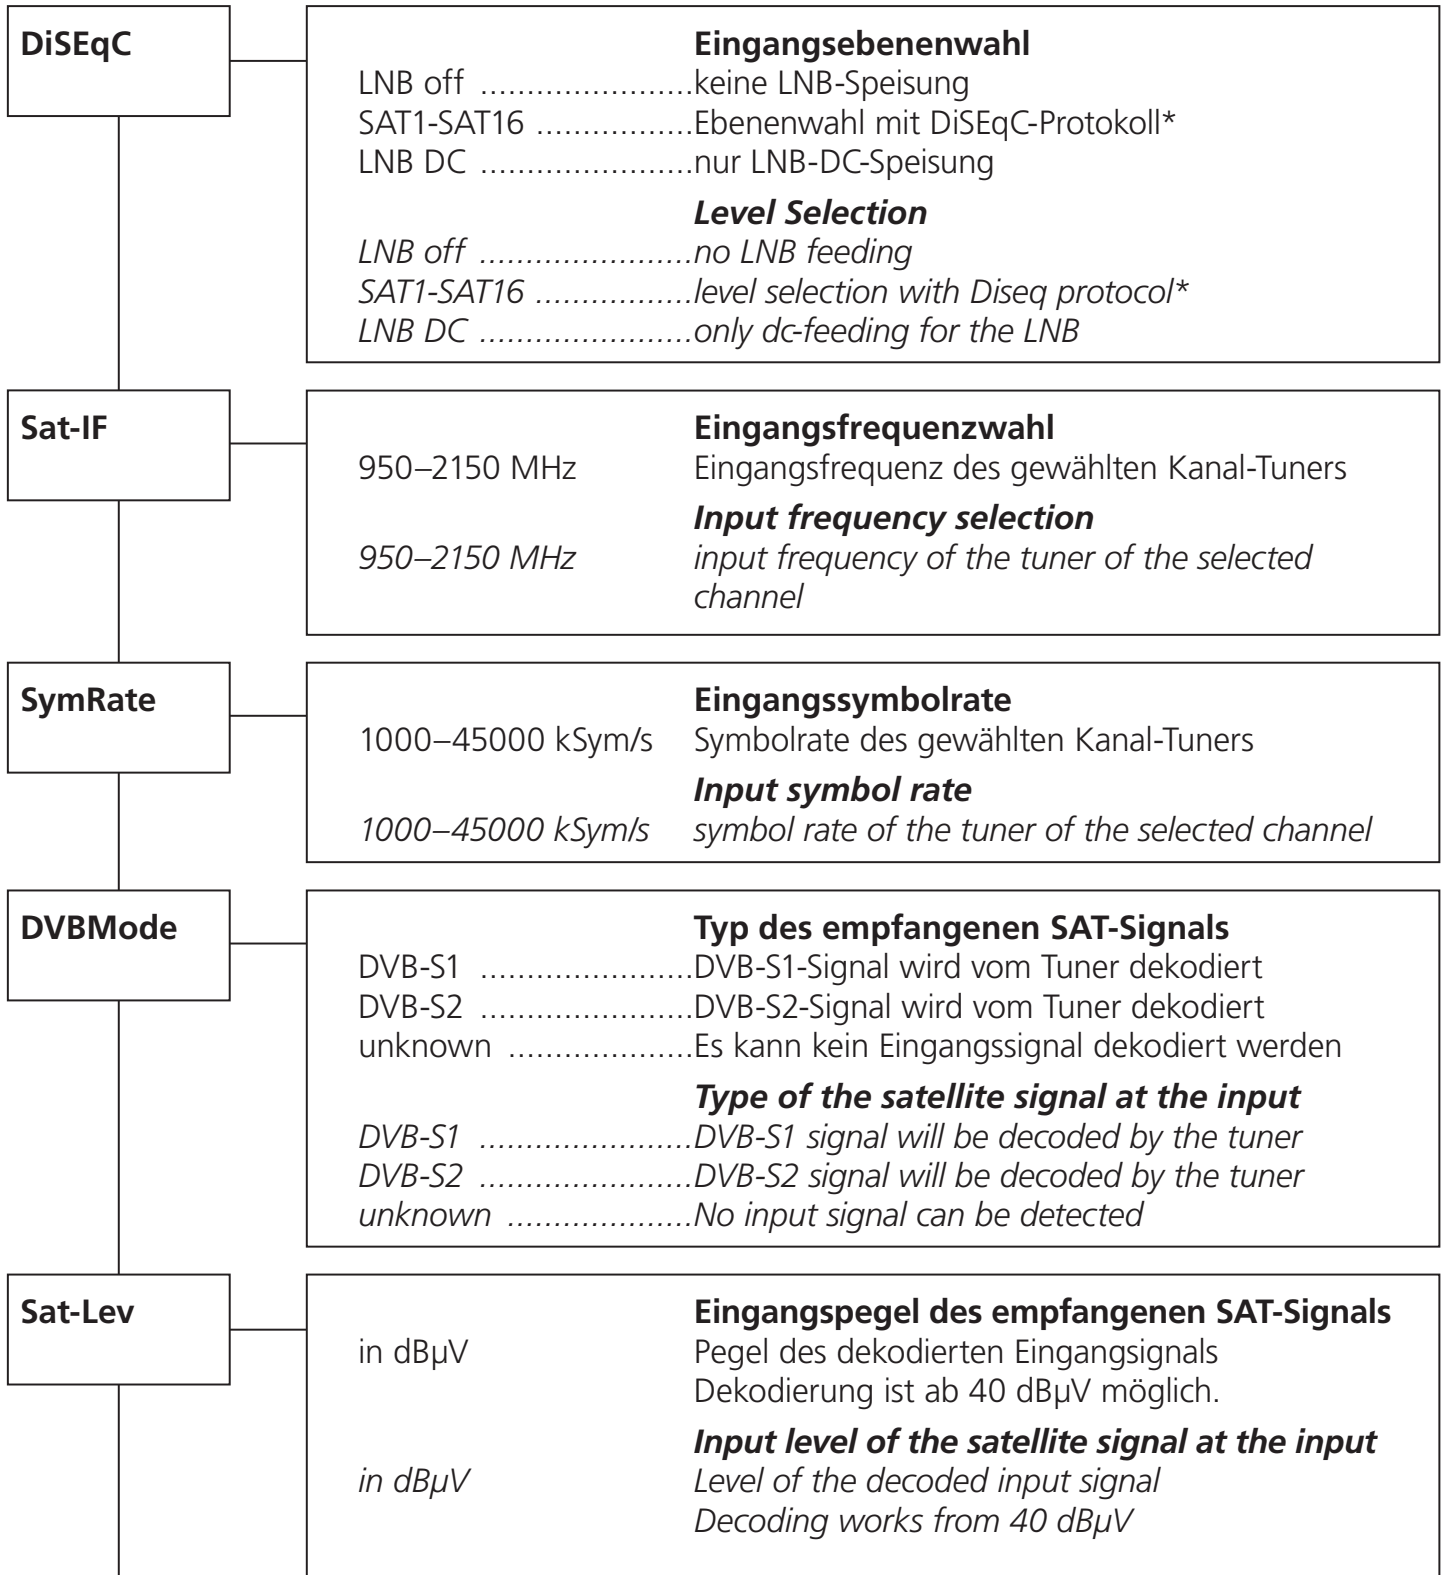 DiSEqC
Eingangsebenenwahl
LNB off ........................keine LNB-Speisung
SAT1-SAT16 ..................Ebenenwahl mit DiSEqC-Protokoll*
LNB DC ........................nur LNB-DC-Speisung
Level Selection
LNB off ........................no LNB feeding
SAT1-SAT16 ..................level selection with Diseq protocol*
LNB DC ........................only dc-feeding for the LNB
Sat-IF
Eingangsfrequenzwahl
950–2150 MHz Eingangsfrequenz des gewählten Kanal-Tuners
Input frequency selection
950–2150 MHz input frequency of the tuner of the selected
channel
SymRate
Eingangssymbolrate
1000–45000 kSym/s Symbolrate des gewählten Kanal-Tuners
Input symbol rate
1000–45000 kSym/s symbol rate of the tuner of the selected channel
DVBMode
Typ des empfangenen SAT-Signals
DVB-S1 ........................DVB-S1-Signal wird vom Tuner dekodiert
DVB-S2 ........................DVB-S2-Signal wird vom Tuner dekodiert
unknown .....................Es kann kein Eingangssignal dekodiert werden
Type of the satellite signal at the input
DVB-S1 ........................DVB-S1 signal will be decoded by the tuner
DVB-S2 ........................DVB-S2 signal will be decoded by the tuner
unknown .....................No input signal can be detected
Sat-Lev
Eingangspegel des empfangenen SAT-Signals
in dBµV Pegel des dekodierten Eingangsignals
Dekodierung ist ab 40 dBµV möglich.
Input level of the satellite signal at the input
in dBµV Level of the decoded input signal
Decoding works from 40 dBµV